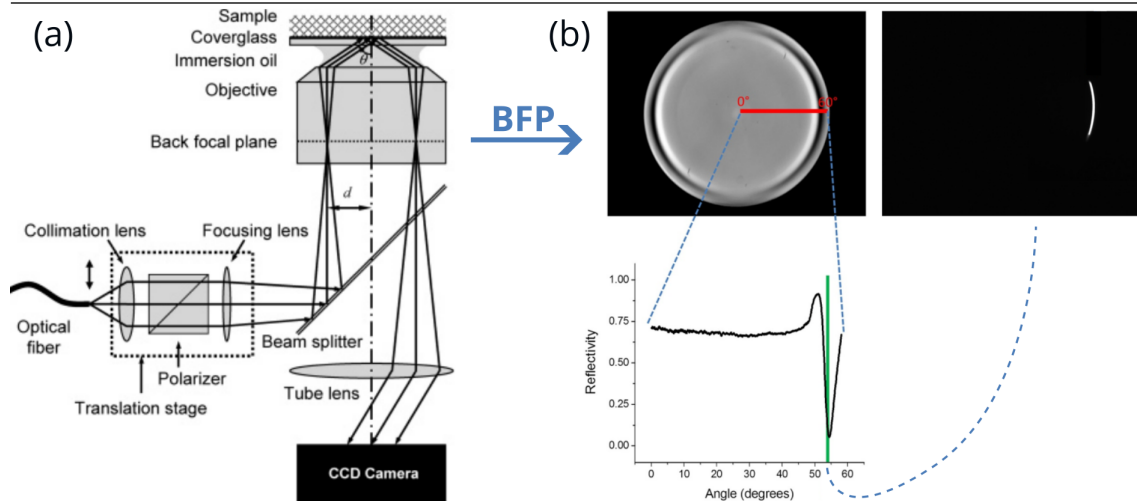 (a)
Sample
Coverglass
Immersion oil
θ
Objective
Back focal plane
d
Collimation lens
Focusing lens
Optical
fiber
Beam splitter
Polarizer
Tube lens
Translation stage
CCD Camera
BFP
(b)
0°
60°
Reflectivity
1.00
0.75
0.50
0.25
0.00
0
10
20
30
40
50
60
Angle (degrees)